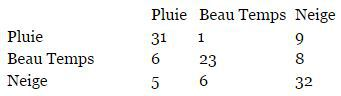 Pluie Beau Temps Neige
Pluie 31 1 9
Beau Temps 6 23 8
Neige 5 6 32